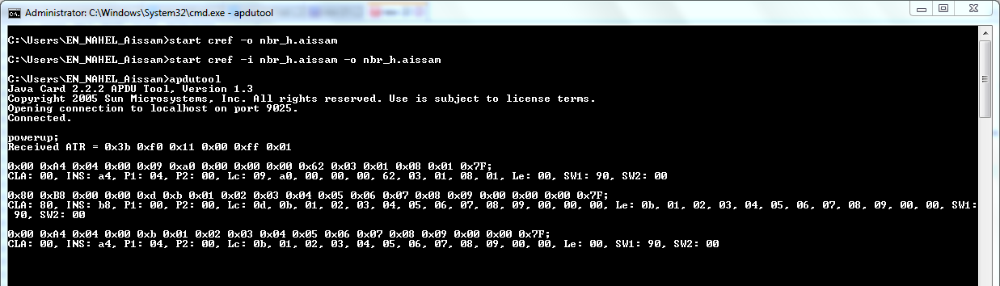 Administrator: C:\Windows\System32\cmd.exe - apdutool
C:\Users\EN_NAHEL_Aissam>start cref -o nbr_h.aissam
C:\Users\EN_NAHEL_Aissam>start cref -i nbr_h.aissam -o nbr_h.aissam
C:\Users\EN_NAHEL_Aissam>apdutool
Java Card 2.2.2 APDU Tool, Version 1.3
Copyright 2005 Sun Microsystems, Inc. All rights reserved. Use is subject to license terms.
Opening connection to localhost on port 9025.
Connected.
powerup;
Received ATR = 0x3b 0xf0 0x11 0x00 0xff 0x01
0x00 0xA4 0x04 0x00 0x09 0xa0 0x00 0x00 0x00 0x62 0x03 0x01 0x08 0x01 0x7F;
CLA: 00, INS: a4, P1: 04, P2: 00, Lc: 09, a0, 00, 00, 00, 62, 03, 01, 08, 01, Le: 00, SW1: 90, SW2: 00
0x80 0xB8 0x00 0x00 0xd 0xb 0x01 0x02 0x03 0x04 0x05 0x06 0x07 0x08 0x09 0x00 0x00 0x00 0x7F;
CLA: 80, INS: b8, P1: 00, P2: 00, Lc: 0d, 0b, 01, 02, 03, 04, 05, 06, 07, 08, 09, 00, 00, 00, Le: 0b, 01, 02, 03, 04, 05, 06, 07, 08, 09, 00, 00, SW1:
90, SW2: 00
0x00 0xA4 0x04 0x00 0xb 0x01 0x02 0x03 0x04 0x05 0x06 0x07 0x08 0x09 0x00 0x00 0x7F;
CLA: 00, INS: a4, P1: 04, P2: 00, Lc: 0b, 01, 02, 03, 04, 05, 06, 07, 08, 09, 00, 00, Le: 00, SW1: 90, SW2: 00